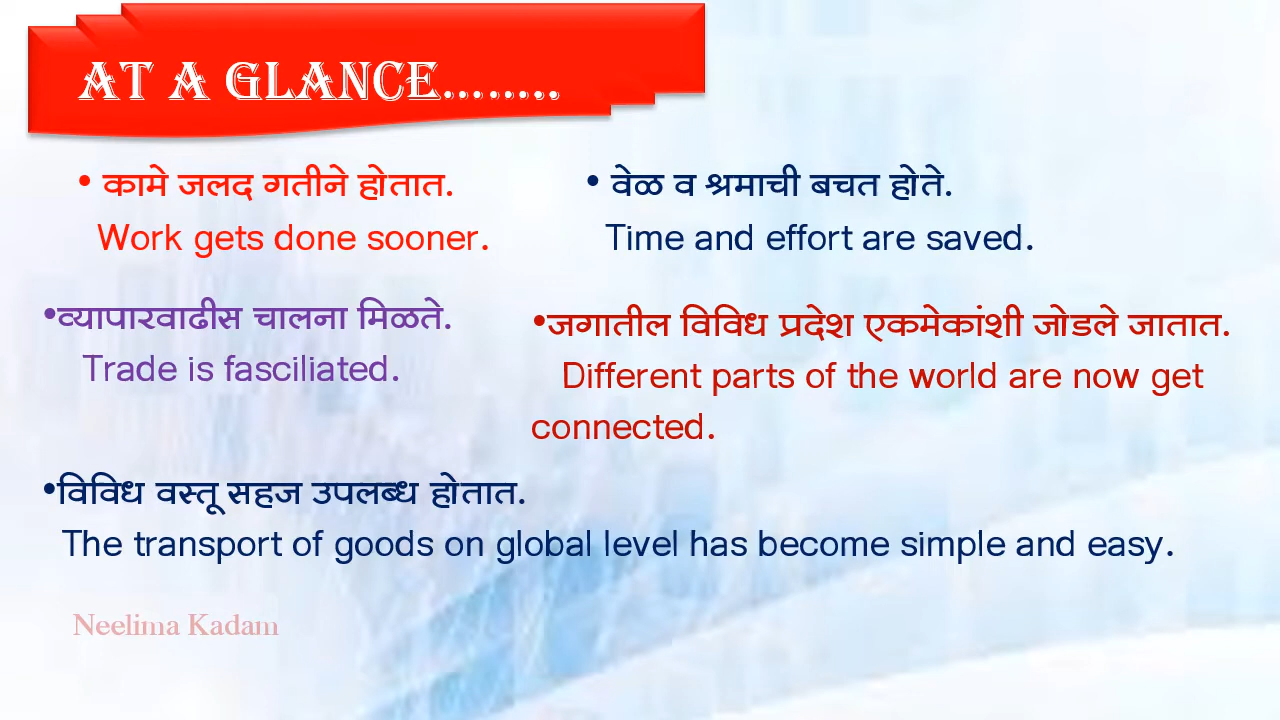 AT A GLANCE........
• कामे जलद गतीने होतात.
Work gets done sooner.
• वेळ व श्रमाची बचत होते.
Time and effort are saved.
•व्यापारवाढीस चालना मिळते.
Trade is fasciliated.
•जगातील विविध प्रदेश एकमेकांशी जोडले जातात.
Different parts of the world are now get
connected.
•विविध वस्तू सहज उपलब्ध होतात.
The transport of goods on global level has become simple and easy.
Neelima Kadam